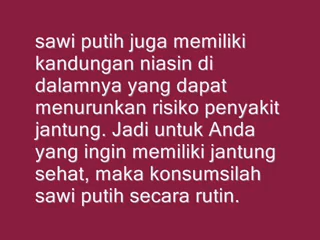 sawi putih juga memiliki
kandungan niasin di
dalamnya yang dapat
menurunkan risiko penyakit
jantung. Jadi untuk Anda
yang ingin memiliki jantung
sehat, maka konsumsilah
sawi putih secara rutin.